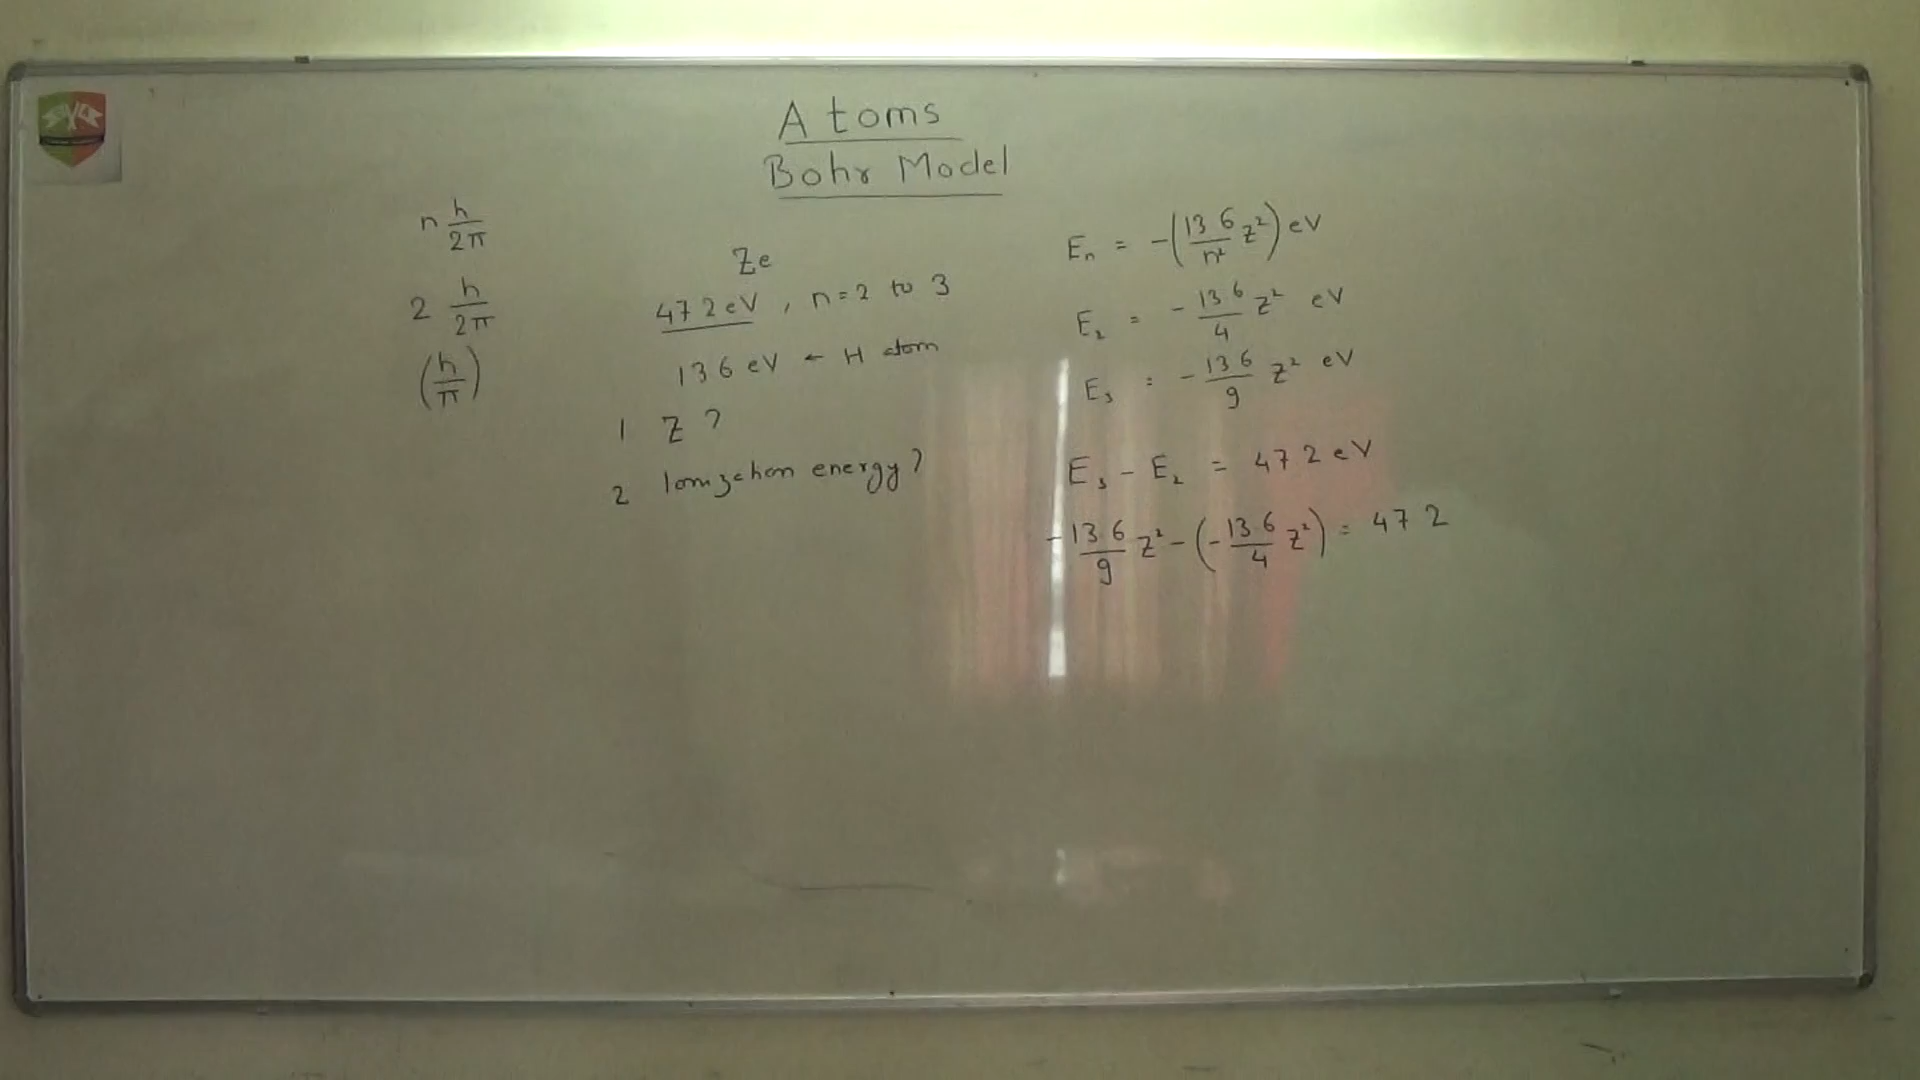 Atoms
Bohr Model
n h/2π
2 h/2π
(h/π)
Ze
47 2 eV , n=2 to 3
13 6 eV ← H atom
1 Z ?
2 Ionization energy?
Eₙ = -(13 6/n² Z²) eV
E₂ = -13.6/4 Z² eV
E₃ = -13 6/9 Z² eV
E₃ - E₂ = 47 2 eV
-13 6/9 Z² - (-13.6/4 Z²) = 47 2